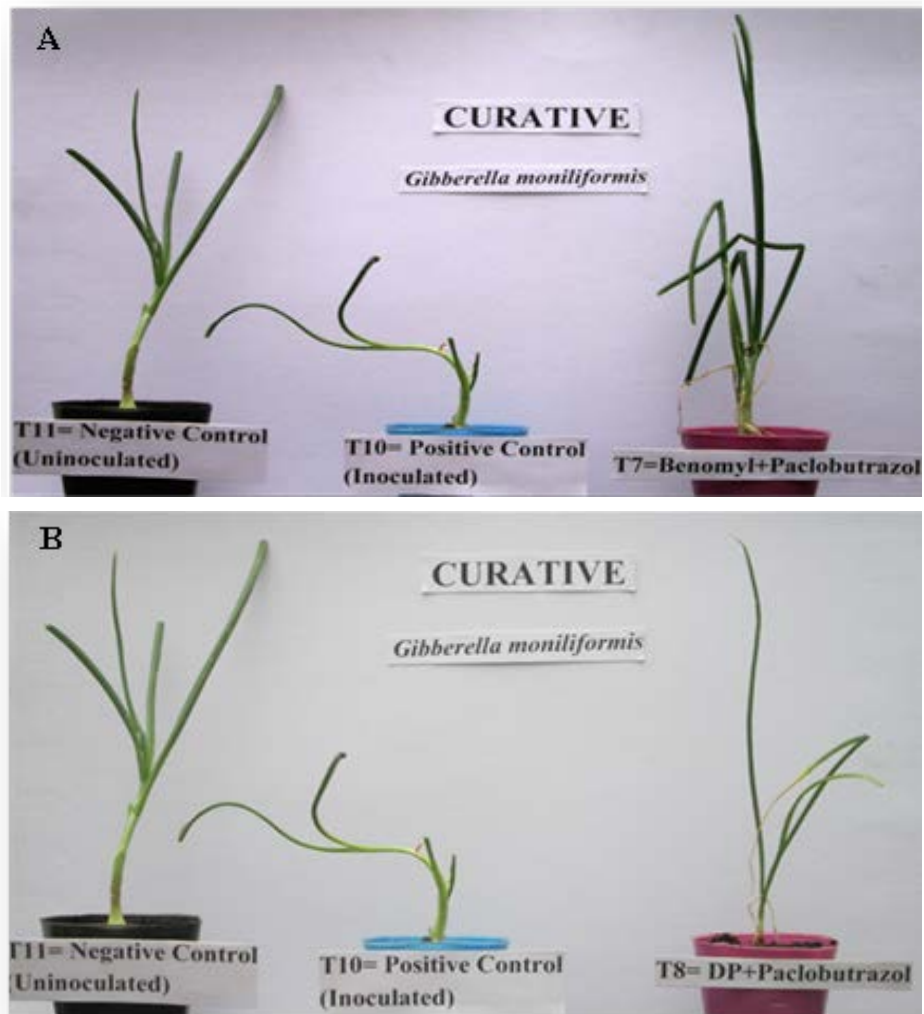 A
CURATIVE
Gibberella moniliformis
T11= Negative Control
(Uninoculated)
T10= Positive Control
(Inoculated)
T7=Benomyl+Paclobutrazol
B
CURATIVE
Gibberella moniliformis
T11= Negative Control
(Uninoculated)
T10= Positive Control
(Inoculated)
T8= DP+Paclobutrazol